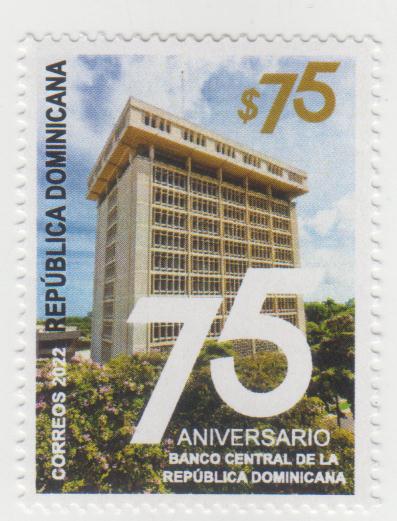 $75
CORREOS 2022 REPÚBLICA DOMINICANA
75
ANIVERSARIO
BANCO CENTRAL DE LA
REPÚBLICA DOMINICANA